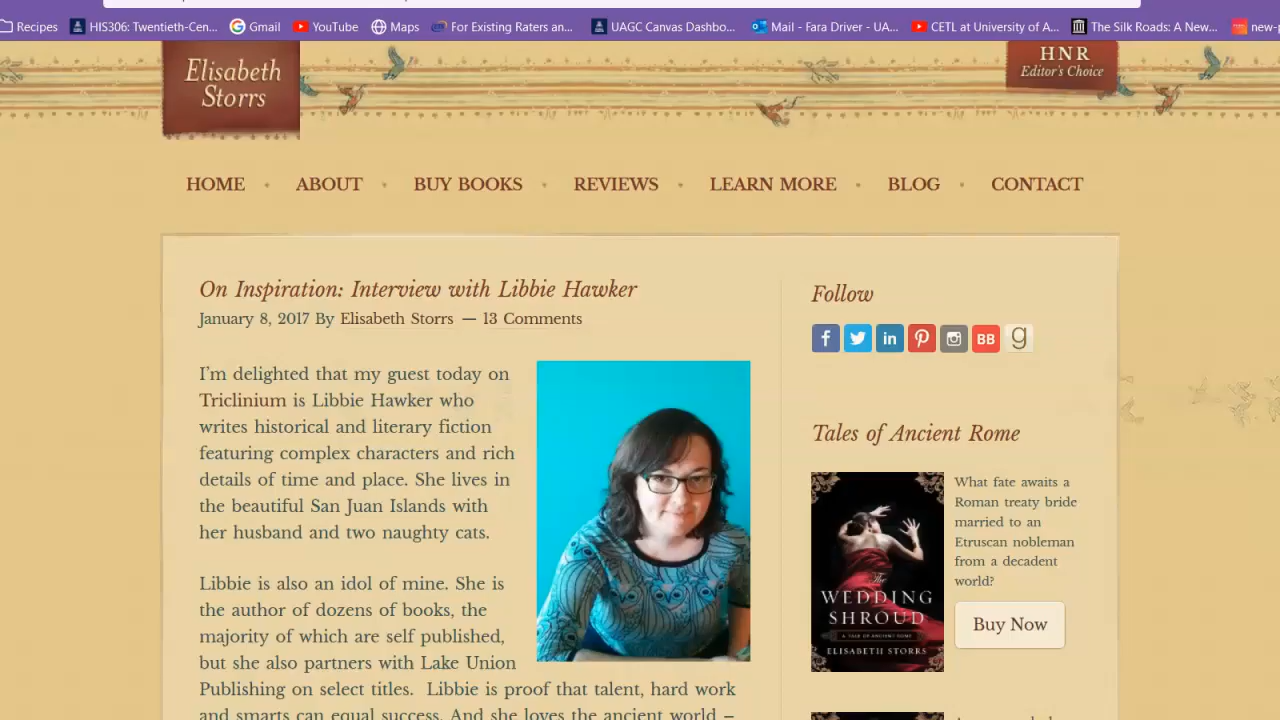 Recipes
HIS306: Twentieth-Cen...
Gmail
YouTube
Maps
For Existing Raters an...
UAGC Canvas Dashbo...
Mail - Fara Driver - UA...
CETL at University of A...
The Silk Roads: A New...
new-p
Elisabeth
Storrs
HNR
Editor's Choice
HOME
ABOUT
BUY BOOKS
REVIEWS
LEARN MORE
BLOG
CONTACT
On Inspiration: Interview with Libbie Hawker
January 8, 2017 By Elisabeth Storrs — 13 Comments
I'm delighted that my guest today on
Triclinium is Libbie Hawker who
writes historical and literary fiction
featuring complex characters and rich
details of time and place. She lives in
the beautiful San Juan Islands with
her husband and two naughty cats.
Libbie is also an idol of mine. She is
the author of dozens of books, the
majority of which are self published,
but she also partners with Lake Union
Publishing on select titles.  Libbie is proof that talent, hard work
and smarts can equal success. And she loves the ancient world –
Follow
BB
Tales of Ancient Rome
The
WEDDING
SHROUD
A TALE OF ANCIENT ROME
ELISABETH STORRS
What fate awaits a
Roman treaty bride
married to an
Etruscan nobleman
from a decadent
world?
Buy Now